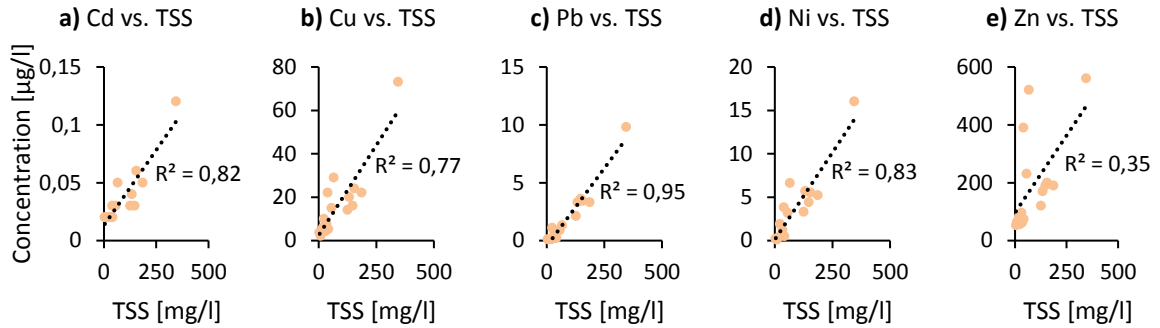 a) Cd vs. TSS
b) Cu vs. TSS
c) Pb vs. TSS
d) Ni vs. TSS
e) Zn vs. TSS
Concentration [µg/l]
0,15
0,1
0,05
0
R² = 0,82
0 250 500
TSS [mg/l]
80
60
40
20
0
R² = 0,77
0 250 500
TSS [mg/l]
15
10
5
0
R² = 0,95
0 250 500
TSS [mg/l]
20
15
10
5
0
R² = 0,83
0 250 500
TSS [mg/l]
600
400
200
0
R² = 0,35
0 250 500
TSS [mg/l]